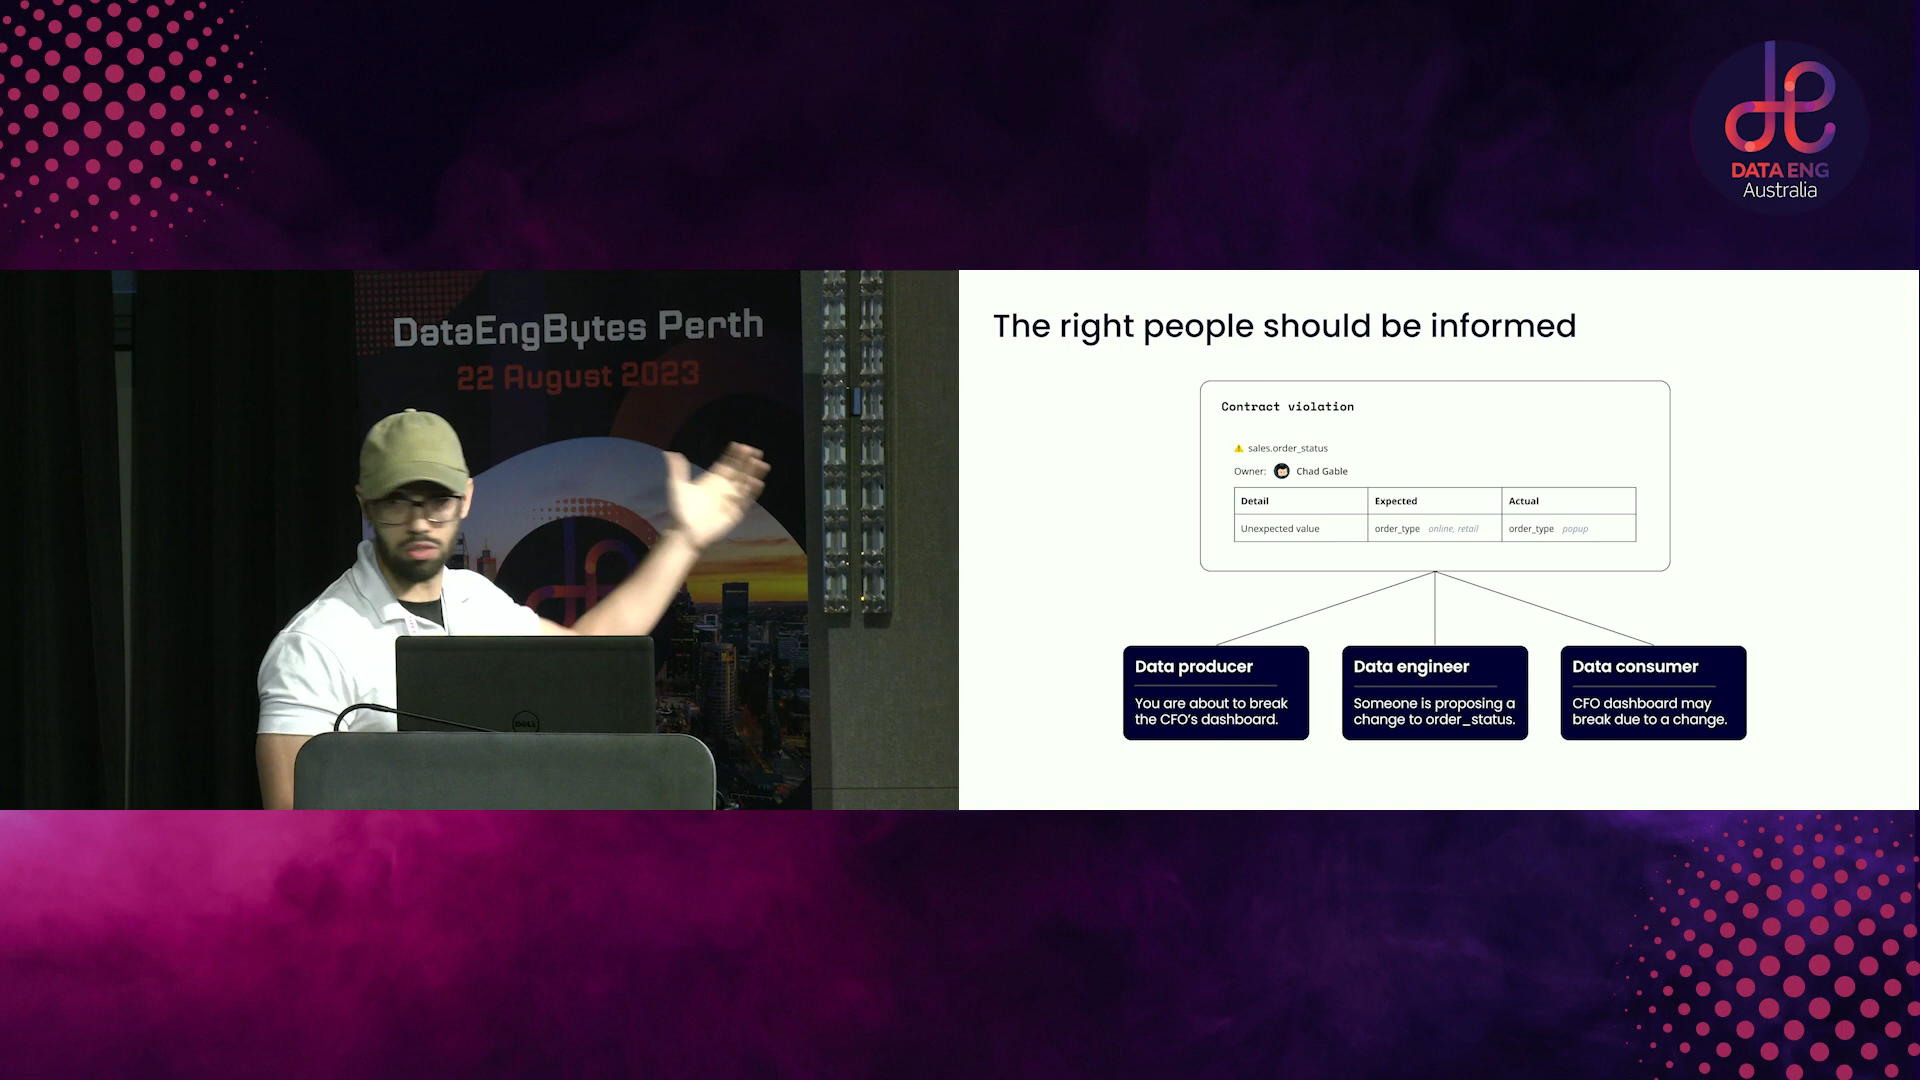 DATA ENG
Australia
DataEngBytes Perth
22 August 2023
DELL
The right people should be informed
Contract violation
sales.order_status
Owner: Chad Gable
Detail Expected Actual
Unexpected value order_type online, retail order_type popup
Data producer
You are about to break
the CFO's dashboard.
Data engineer
Someone is proposing a
change to order_status.
Data consumer
CFO dashboard may
break due to a change.